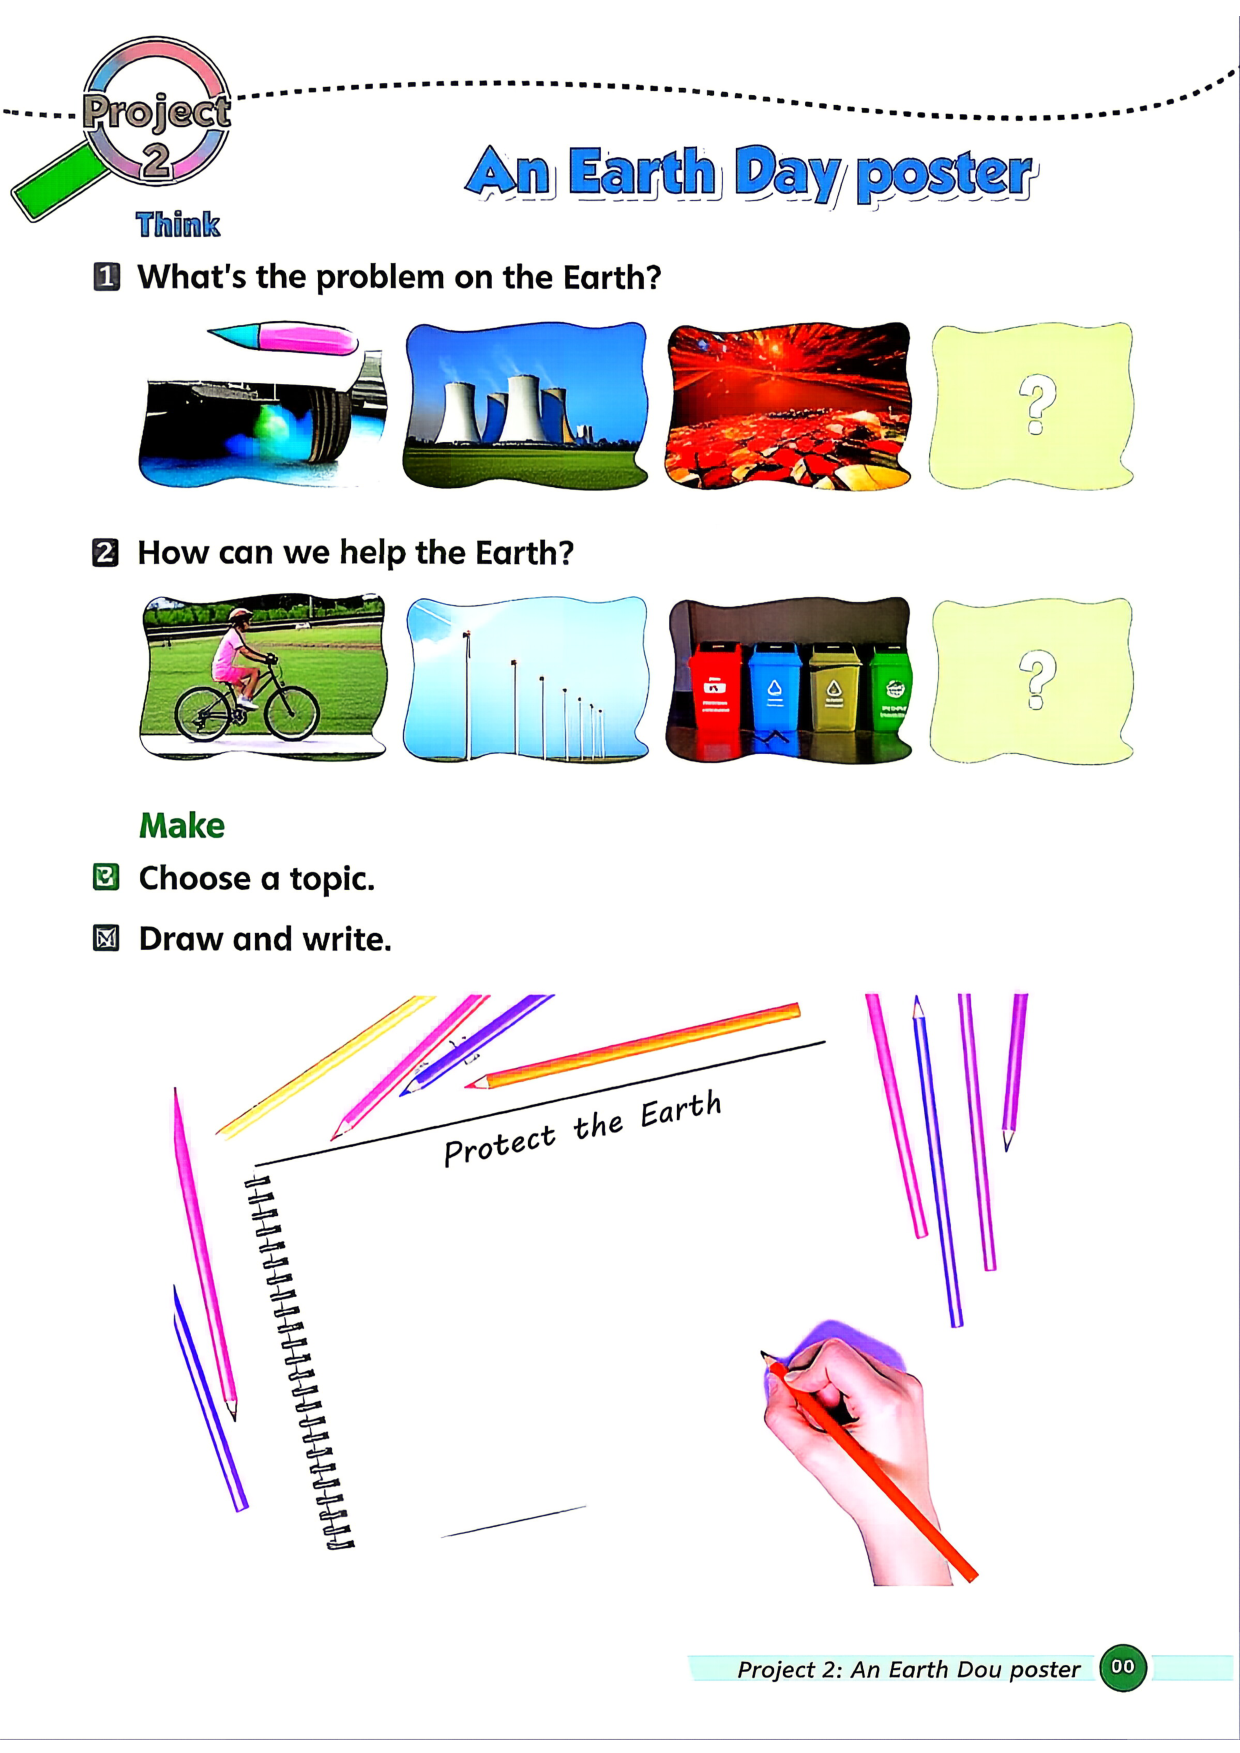 Project
2
An Earth Day poster
Think
1 What's the problem on the Earth?
?
2 How can we help the Earth?
?
Make
Choose a topic.
Draw and write.
Protect the Earth
Project 2: An Earth Dou poster 00